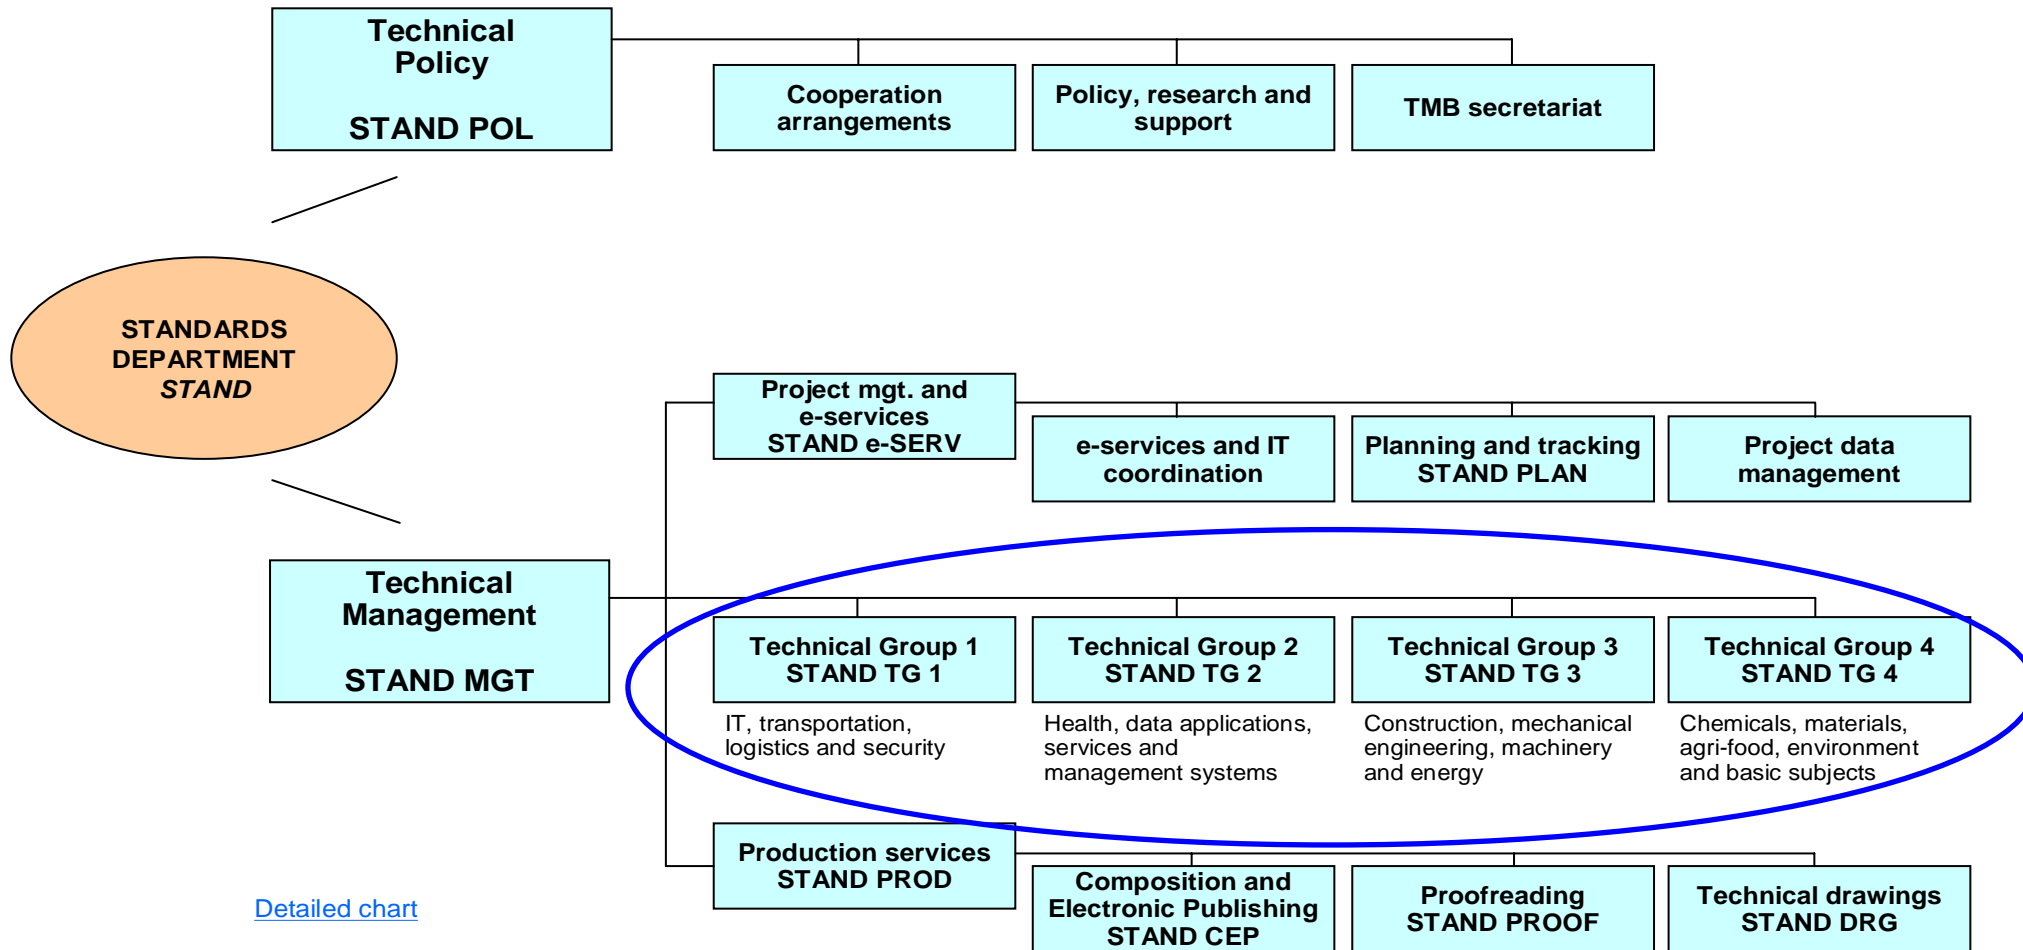 Technical
Policy
STAND POL
Cooperation
arrangements
Policy, research and
support
TMB secretariat
STANDARDS
DEPARTMENT
STAND
Project mgt. and
e-services
STAND e-SERV
e-services and IT
coordination
Planning and tracking
STAND PLAN
Project data
management
Technical
Management
STAND MGT
Technical Group 1
STAND TG 1
IT, transportation,
logistics and security
Technical Group 2
STAND TG 2
Health, data applications,
services and
management systems
Technical Group 3
STAND TG 3
Construction, mechanical
engineering, machinery
and energy
Technical Group 4
STAND TG 4
Chemicals, materials,
agri-food, environment
and basic subjects
Production services
STAND PROD
Composition and
Electronic Publishing
STAND CEP
Proofreading
STAND PROOF
Technical drawings
STAND DRG
Detailed chart